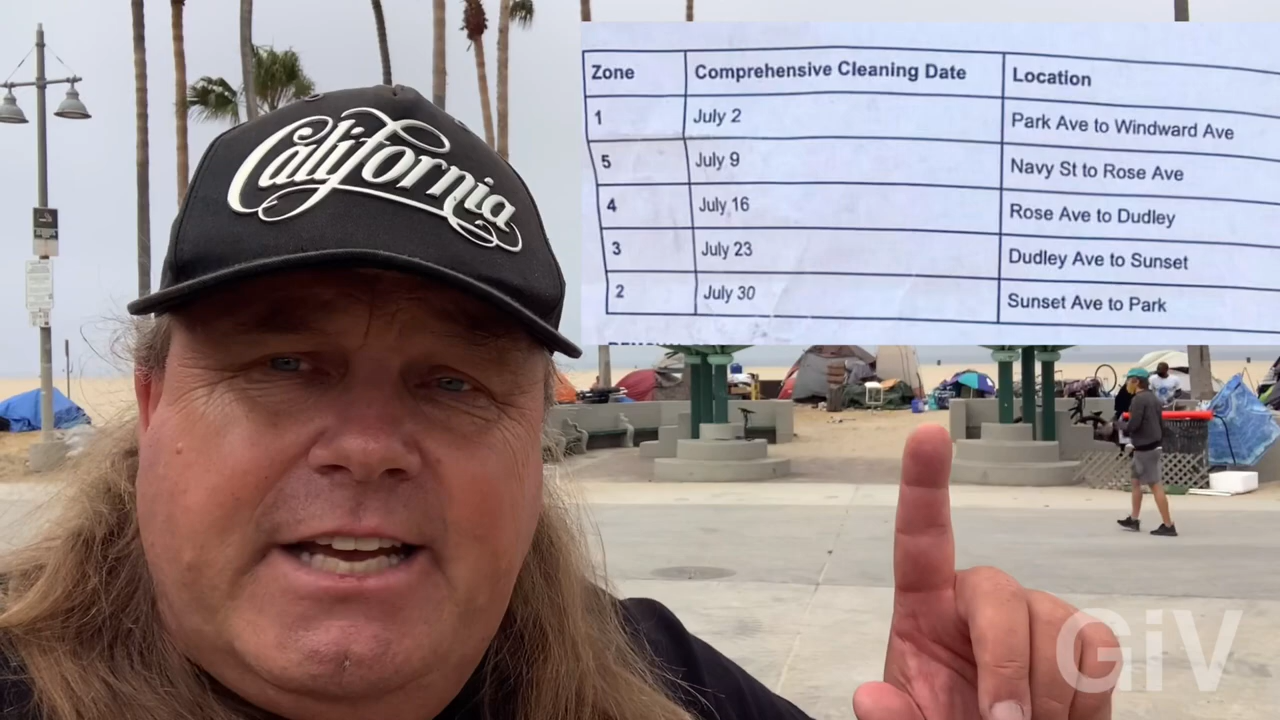 California
Zone Comprehensive Cleaning Date Location
1 July 2 Park Ave to Windward Ave
5 July 9 Navy St to Rose Ave
4 July 16 Rose Ave to Dudley
3 July 23 Dudley Ave to Sunset
2 July 30 Sunset Ave to Park
GiV